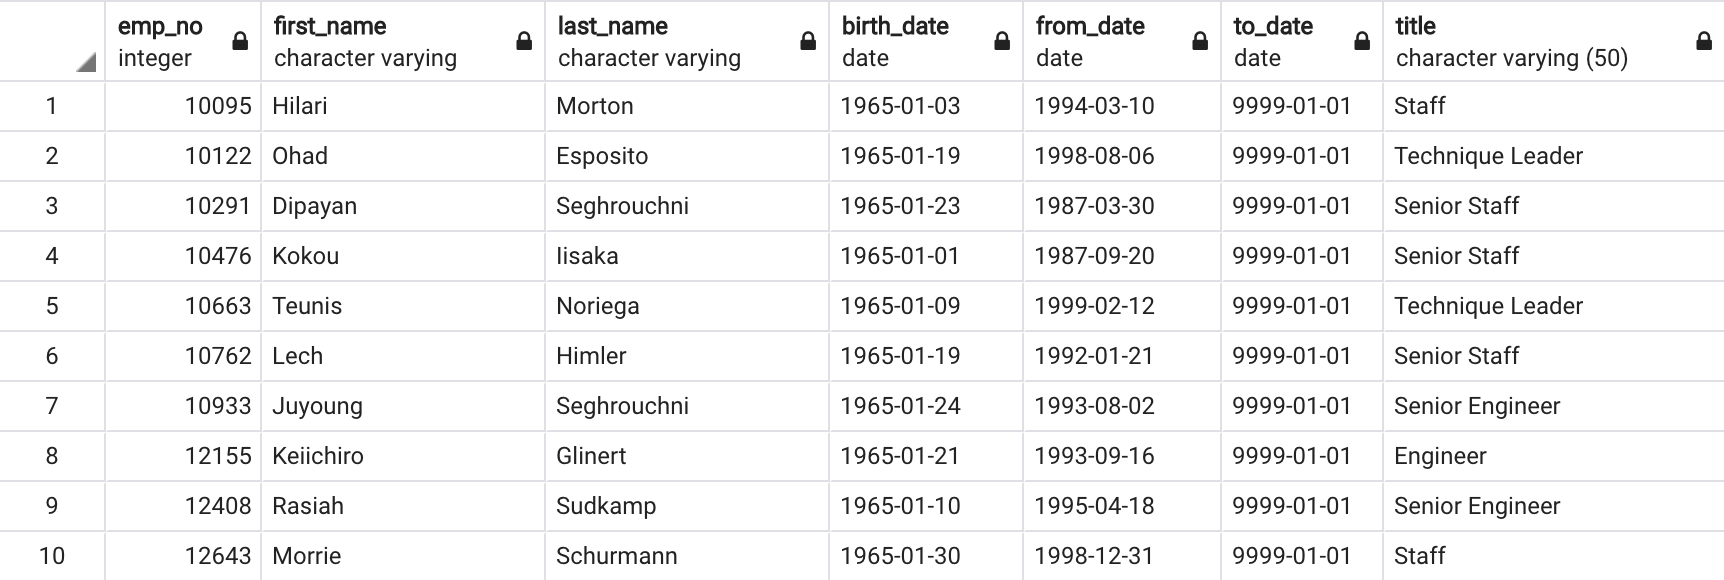 emp_no first_name last_name birth_date from_date to_date title
integer character varying character varying date date date character varying (50)
1 10095 Hilari Morton 1965-01-03 1994-03-10 9999-01-01 Staff
2 10122 Ohad Esposito 1965-01-19 1998-08-06 9999-01-01 Technique Leader
3 10291 Dipayan Seghrouchni 1965-01-23 1987-03-30 9999-01-01 Senior Staff
4 10476 Kokou Iisaka 1965-01-01 1987-09-20 9999-01-01 Senior Staff
5 10663 Teunis Noriega 1965-01-09 1999-02-12 9999-01-01 Technique Leader
6 10762 Lech Himler 1965-01-19 1992-01-21 9999-01-01 Senior Staff
7 10933 Juyoung Seghrouchni 1965-01-24 1993-08-02 9999-01-01 Senior Engineer
8 12155 Keiichiro Glinert 1965-01-21 1993-09-16 9999-01-01 Engineer
9 12408 Rasiah Sudkamp 1965-01-10 1995-04-18 9999-01-01 Senior Engineer
10 12643 Morrie Schurmann 1965-01-30 1998-12-31 9999-01-01 Staff